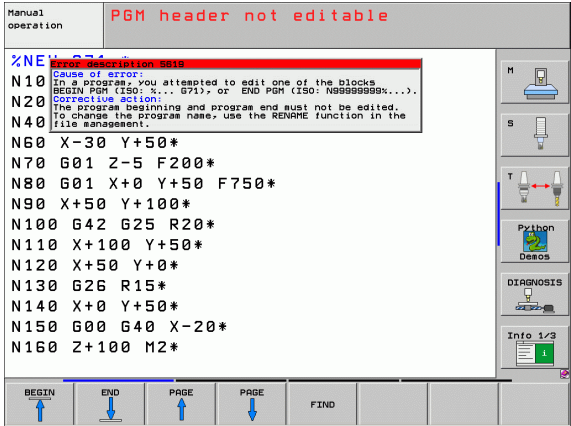 Manual
operation
PGM header not editable
%NEU G71 *
Error description 5619
Cause of error:
In a program, you attempted to edit one of the blocks
BEGIN PGM (ISO: %... G71), or  END PGM (ISO: N99999999%...).
Corrective action:
The program beginning and program end must not be edited.
To change the program name, use the RENAME function in the
file management.
N10
N20
N40
N60 X-30 Y+50*
N70 G01 Z-5 F200*
N80 G01 X+0 Y+50 F750*
N90 X+50 Y+100*
N100 G42 G25 R20*
N110 X+100 Y+50*
N120 X+50 Y+0*
N130 G26 R15*
N140 X+0 Y+50*
N150 G00 G40 X-20*
N160 Z+100 M2*
M
S
T
Python
Demos
DIAGNOSIS
Info 1/3
i
BEGIN
END
PAGE
PAGE
FIND